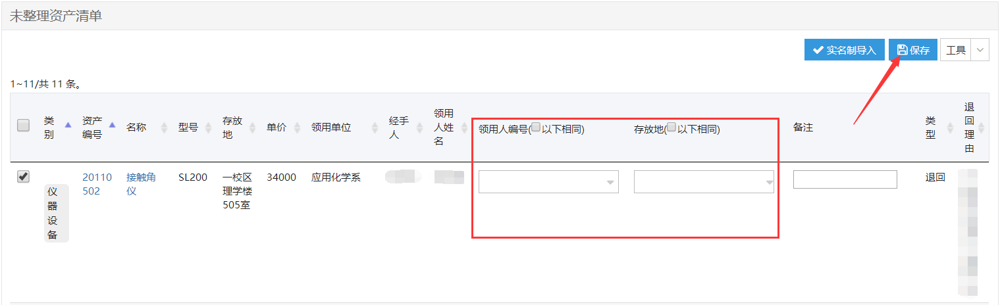 未整理资产清单
实名制导入 保存 工具
1~11/共 11 条。
类别 资产编号 名称 型号 存放地 单价 领用单位 经手人 领用人姓名 领用人编号(以下相同) 存放地(以下相同) 备注 类型 退回理由
仪器设备 20110502 接触角仪 SL200 一校区理学楼505室 34000 应用化学系 退回